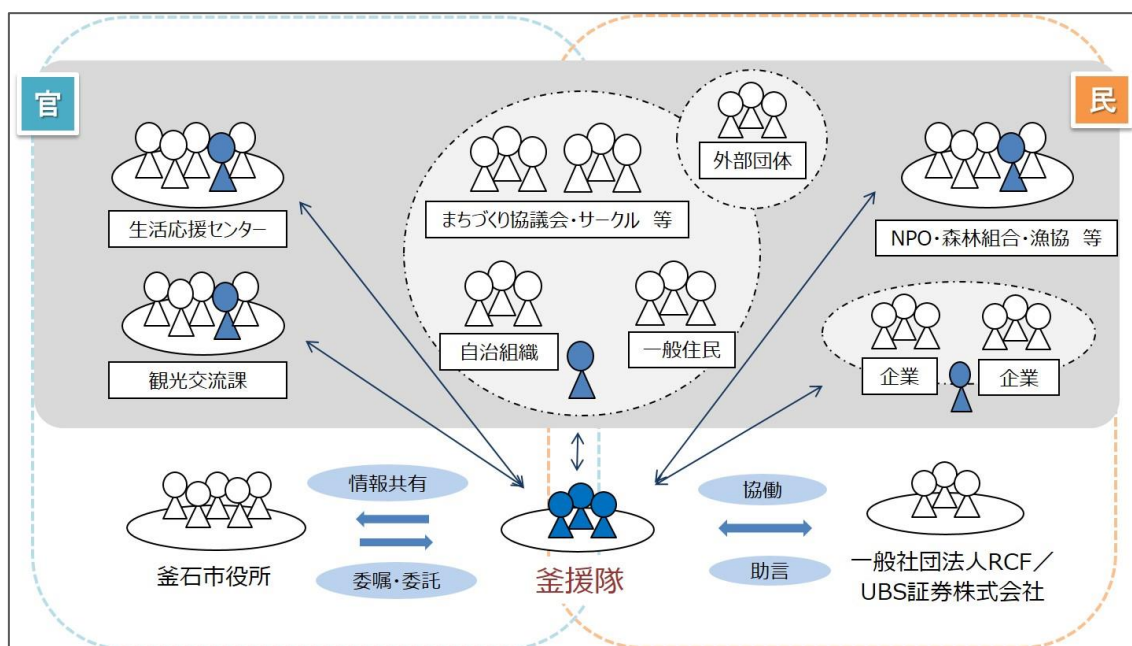 官
民
外部団体
生活応援センター
まちづくり協議会・サークル 等
NPO・森林組合・漁協 等
自治組織
一般住民
観光交流課
企業
企業
情報共有
協働
釜石市役所
委嘱・委託
釜援隊
助言
一般社団法人RCF／
UBS証券株式会社